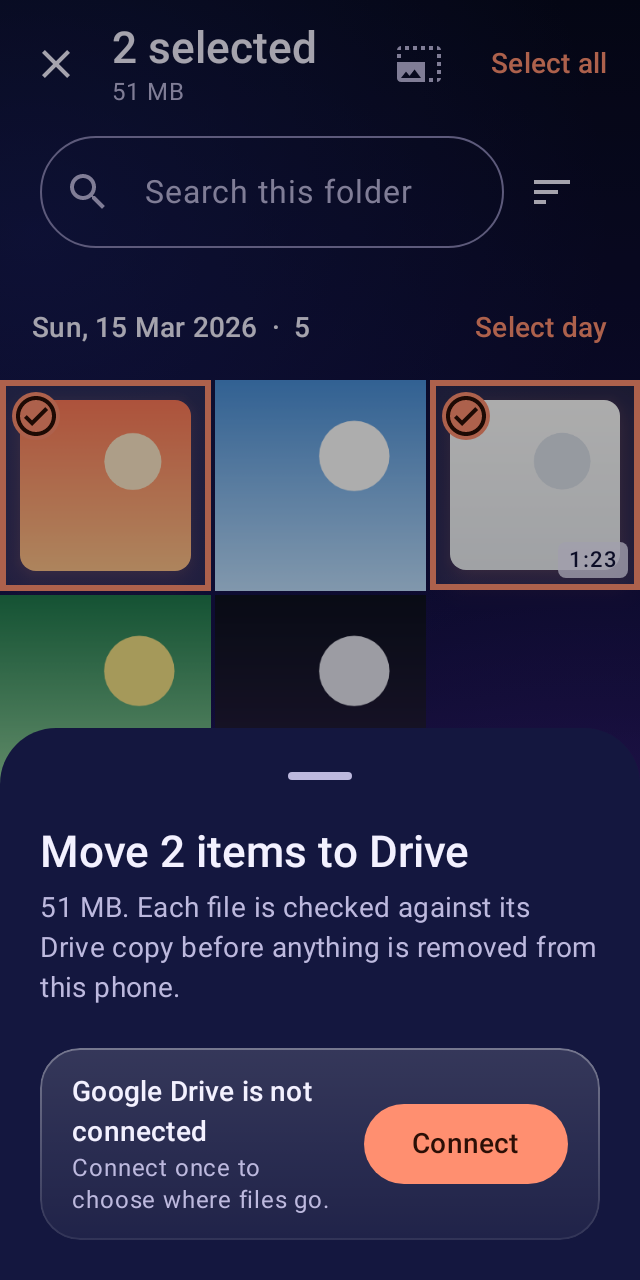 2 selected
51 MB
Select all
Search this folder
Sun, 15 Mar 2026 · 5
Select day
1:23
Move 2 items to Drive
51 MB. Each file is checked against its
Drive copy before anything is removed from
this phone.
Google Drive is not
connected
Connect once to
choose where files go.
Connect